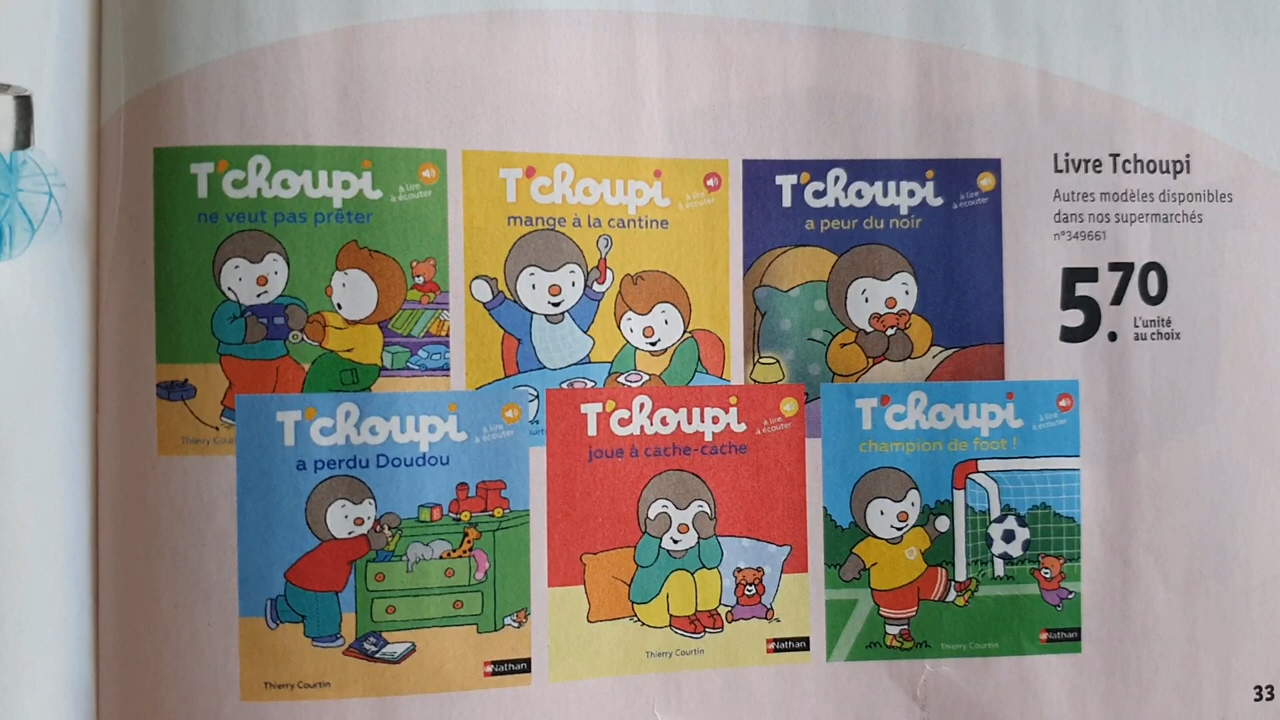 T'choupi
ne veut pas prêter
à lire
à écouter
T'choupi
mange à la cantine
à lire
à écouter
T'choupi
a peur du noir
à lire
à écouter
Livre Tchoupi
Autres modèles disponibles
dans nos supermarchés
n°349661
5.70
L'unité
au choix
Thierry
T'choupi
a perdu Doudou
à lire
à écouter
Thierry Courtin
Nathan
T'choupi
joue à cache-cache
à lire
à écouter
Thierry Courtin
Nathan
T'choupi
champion de foot !
à lire
à écouter
Thierry Courtin
Nathan
33